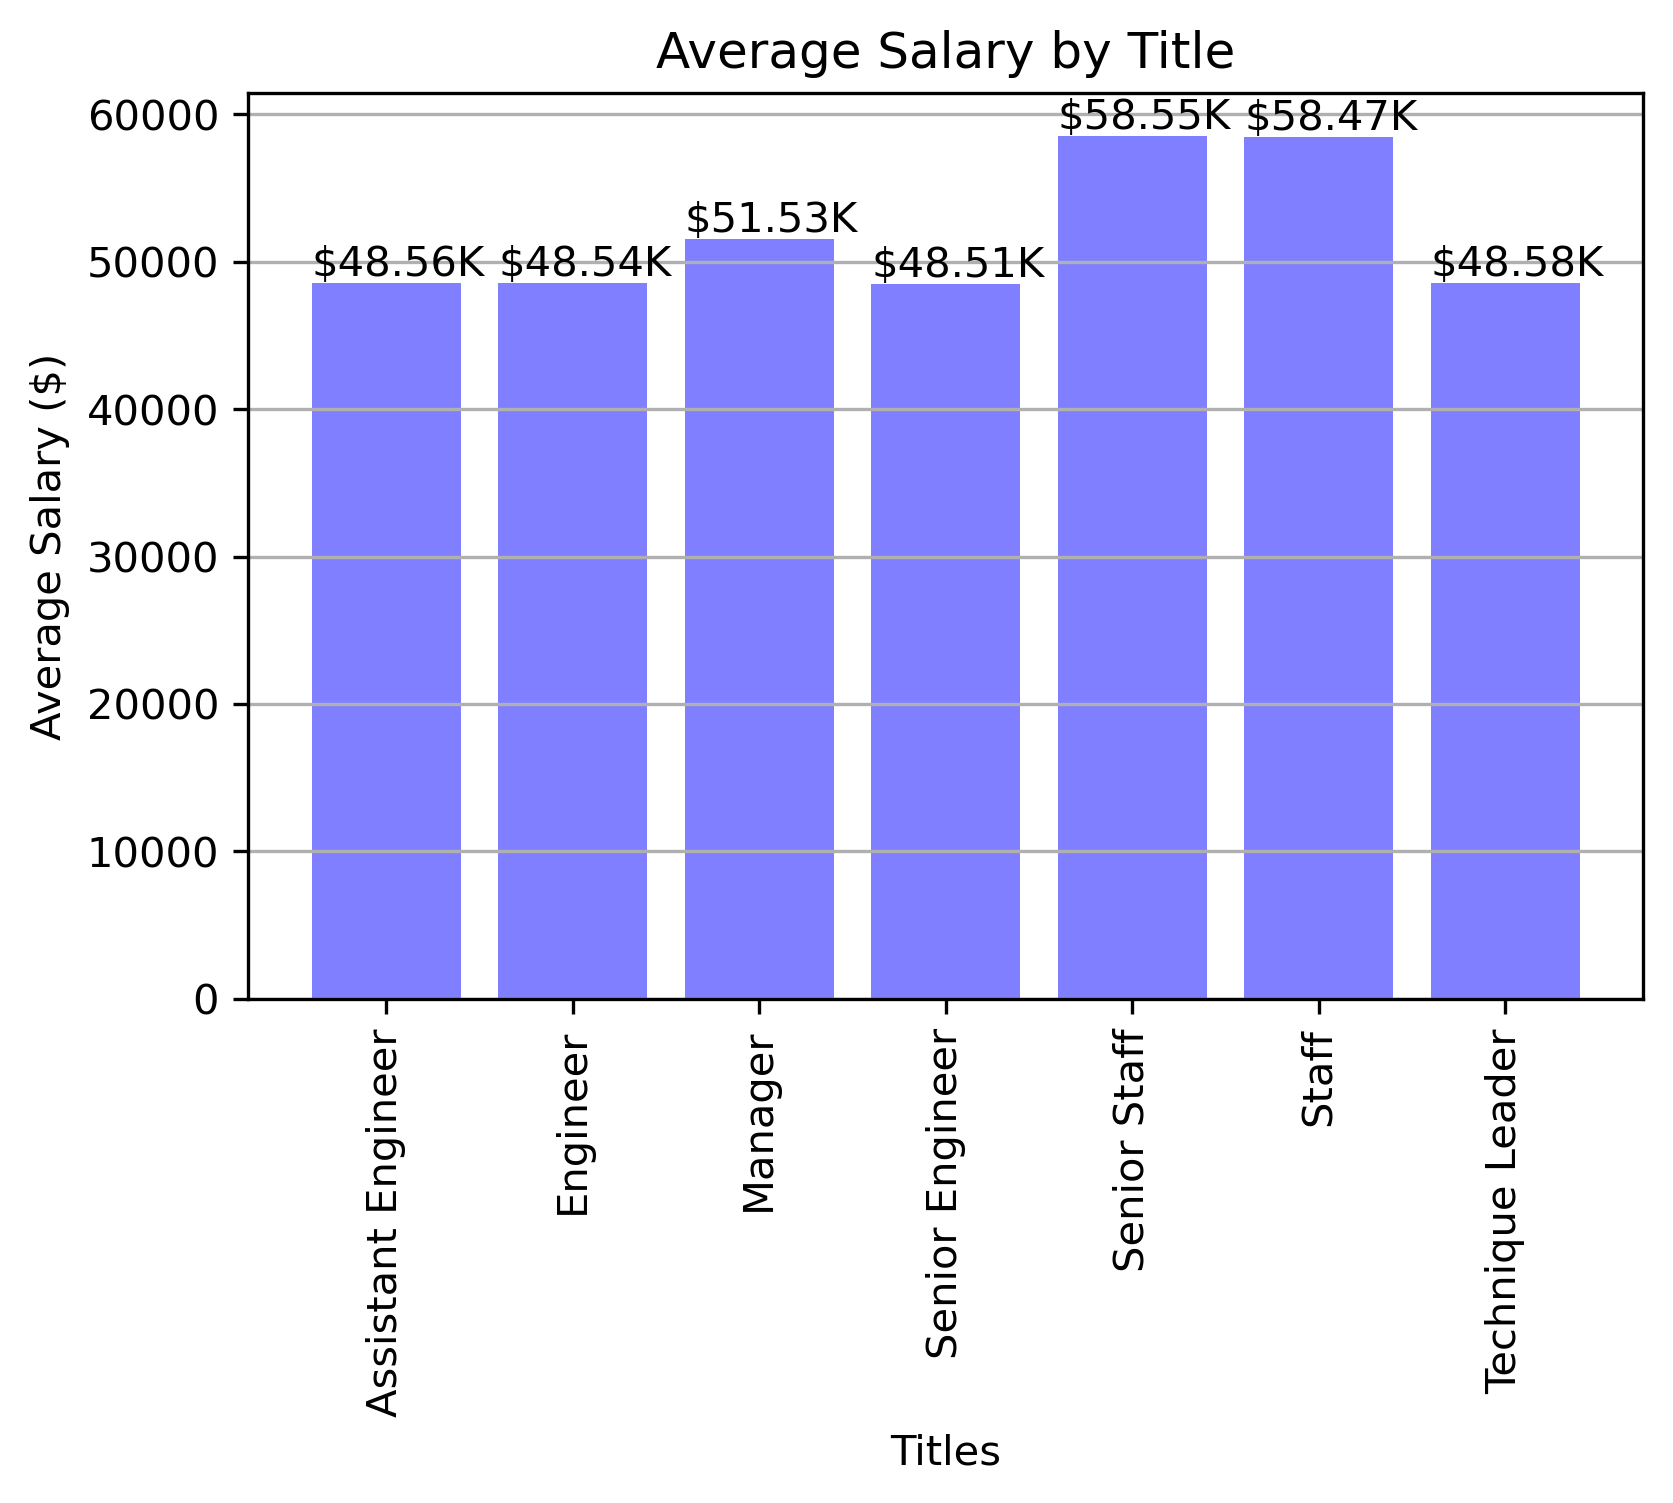 Average Salary by Title
Average Salary ($)
60000
50000
40000
30000
20000
10000
0
$48.56K
$48.54K
$51.53K
$48.51K
$58.55K
$58.47K
$48.58K
Assistant Engineer
Engineer
Manager
Senior Engineer
Senior Staff
Staff
Technique Leader
Titles